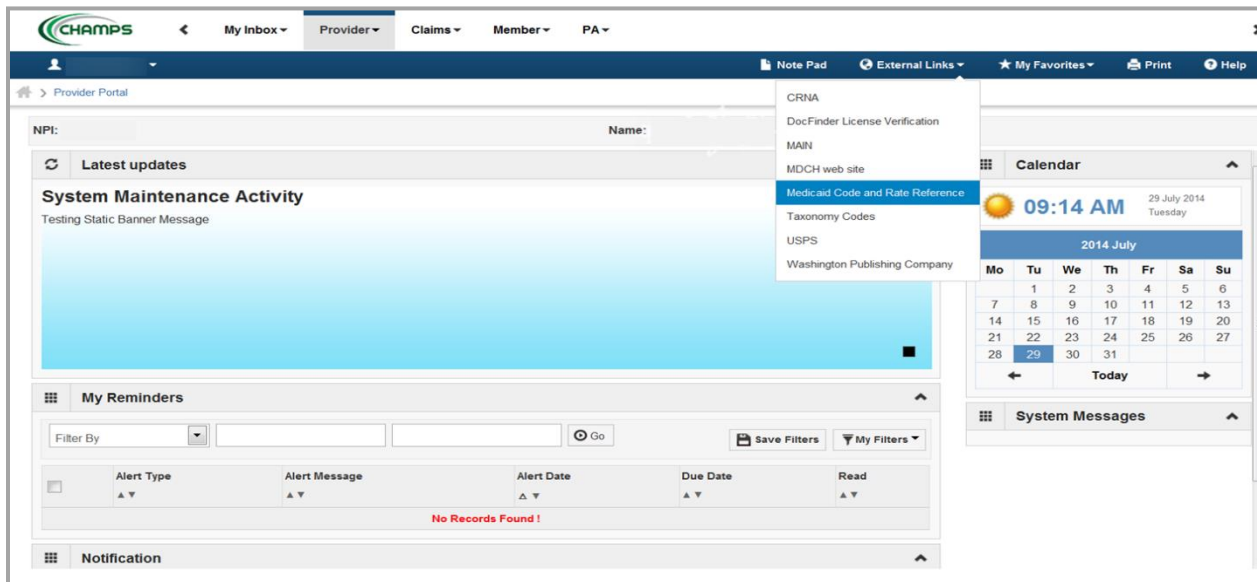 CHAMPS My Inbox Provider Claims Member PA
Note Pad External Links My Favorites Print Help
> Provider Portal
NPI: Name:
Latest updates
System Maintenance Activity
Testing Static Banner Message
CRNA
DocFinder License Verification
MAIN
MDCH web site
Medicaid Code and Rate Reference
Taxonomy Codes
USPS
Washington Publishing Company
Calendar
09:14 AM 29 July 2014
Tuesday
2014 July
Mo Tu We Th Fr Sa Su
1 2 3 4 5 6
7 8 9 10 11 12 13
14 15 16 17 18 19 20
21 22 23 24 25 26 27
28 29 30 31
Today
My Reminders
Filter By Go Save Filters My Filters
Alert Type Alert Message Alert Date Due Date Read
No Records Found !
System Messages
Notification